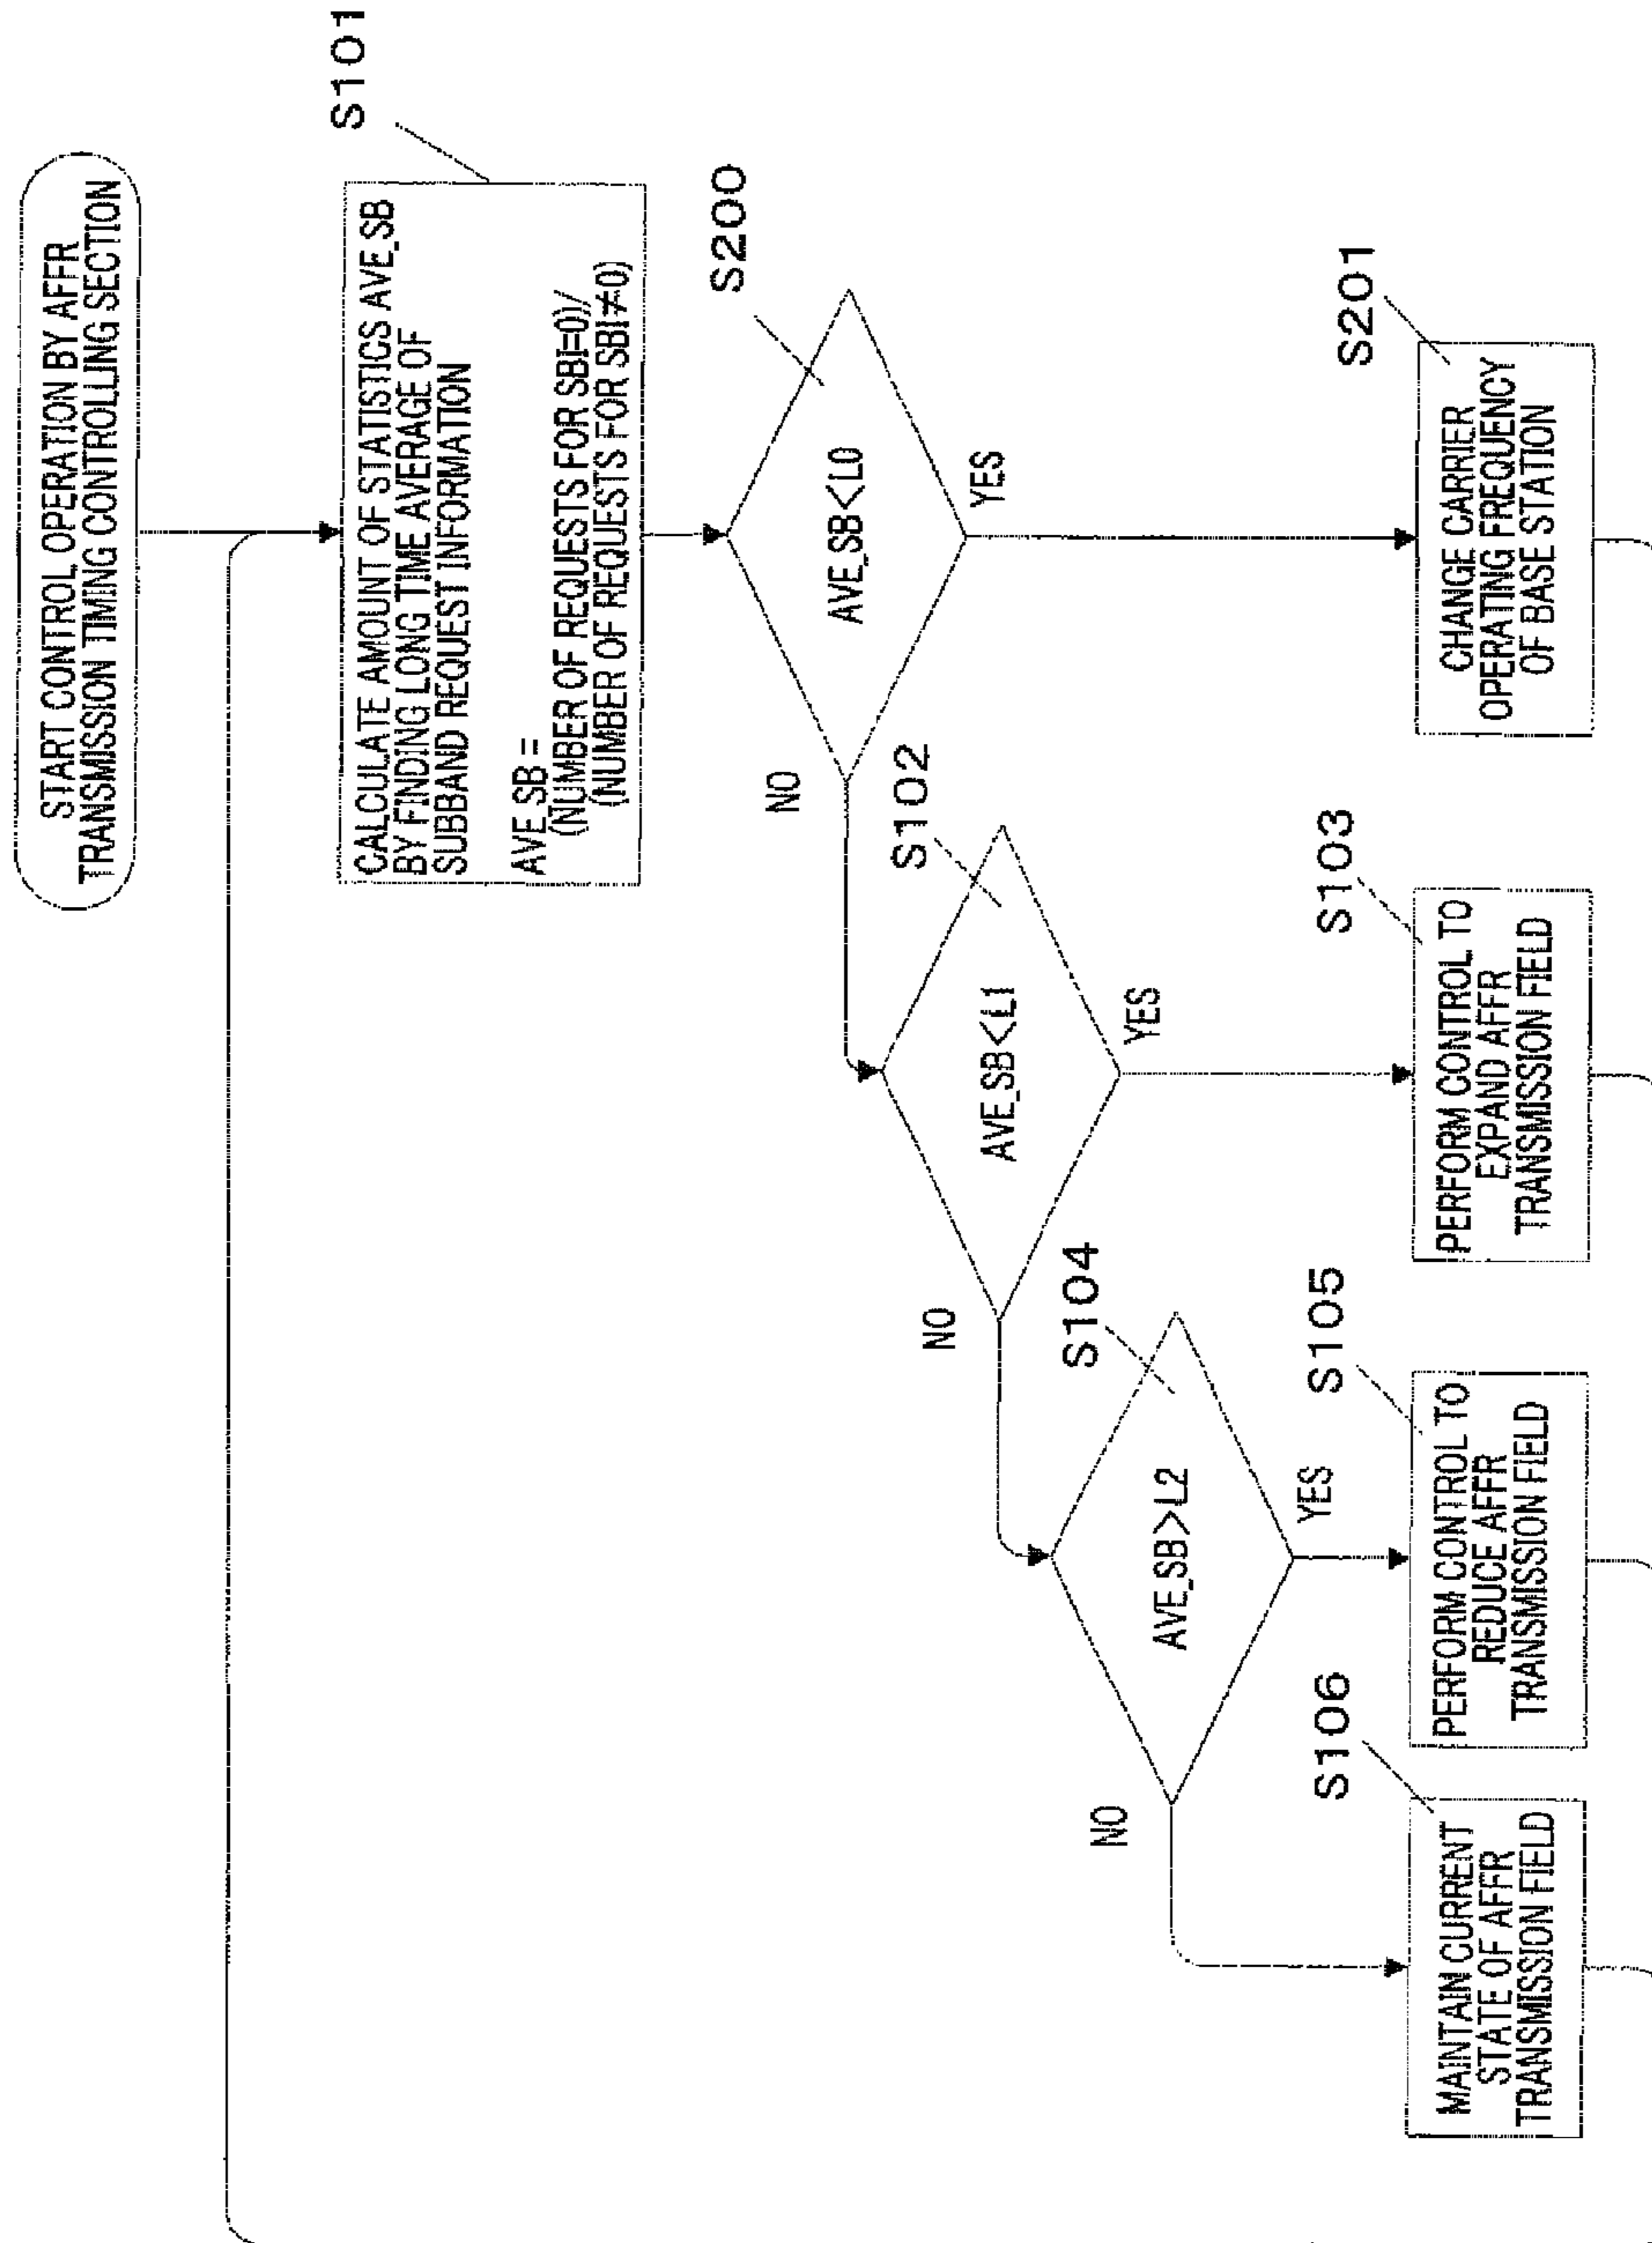 START CONTROL OPERATION BY AFFR
TRANSMISSION TIMING CONTROLLING SECTION
S101
CALCULATE AMOUNT OF STATISTICS AVE_SB
BY FINDING LONG TIME AVERAGE OF
SUBBAND REQUEST INFORMATION
AVE_SB =
(NUMBER OF REQUESTS FOR SBI=0)/
(NUMBER OF REQUESTS FOR SBI≠0)
S200
AVE_SB<L0
NO
YES
S201
CHANGE CARRIER
OPERATING FREQUENCY
OF BASE STATION
S102
AVE_SB<L1
NO
YES
S103
PERFORM CONTROL TO
EXPAND AFFR
TRANSMISSION FIELD
S104
AVE_SB>L2
NO
YES
S105
PERFORM CONTROL TO
REDUCE AFFR
TRANSMISSION FIELD
S106
MAINTAIN CURRENT
STATE OF AFFR
TRANSMISSION FIELD